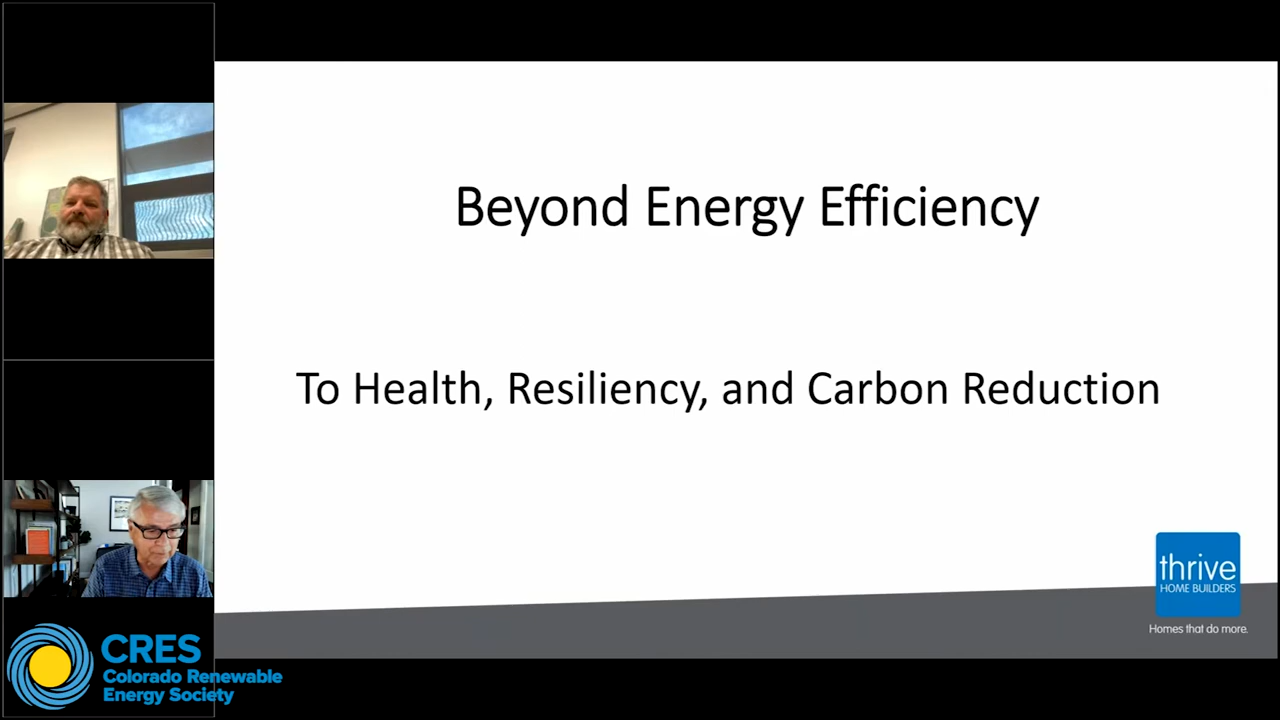 Beyond Energy Efficiency
To Health, Resiliency, and Carbon Reduction
thrive
HOME BUILDERS
Homes that do more.
CRES
Colorado Renewable
Energy Society